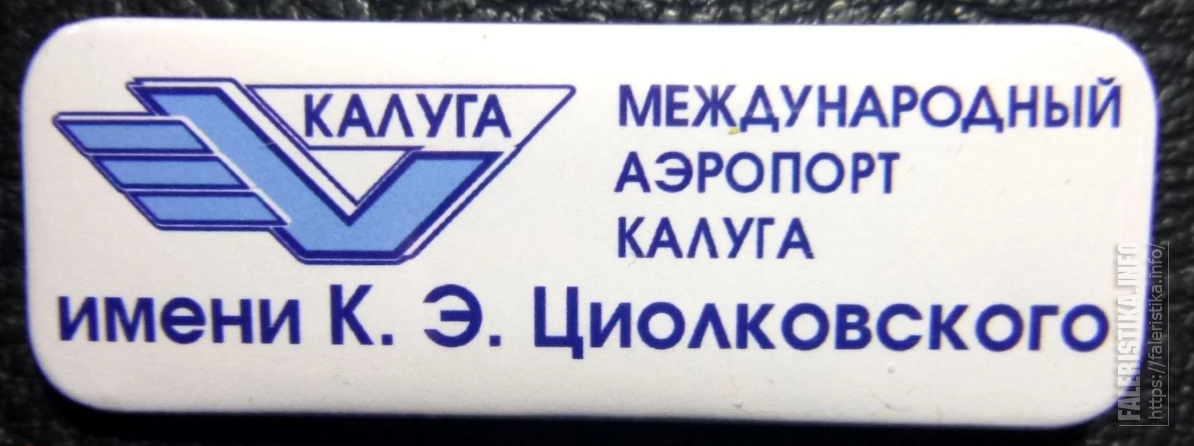 КАЛУГА
МЕЖДУНАРОДНЫЙ
АЭРОПОРТ
КАЛУГА
имени К. Э. Циолковского
FALERISTIKA.INFO
https://faleristika.info/